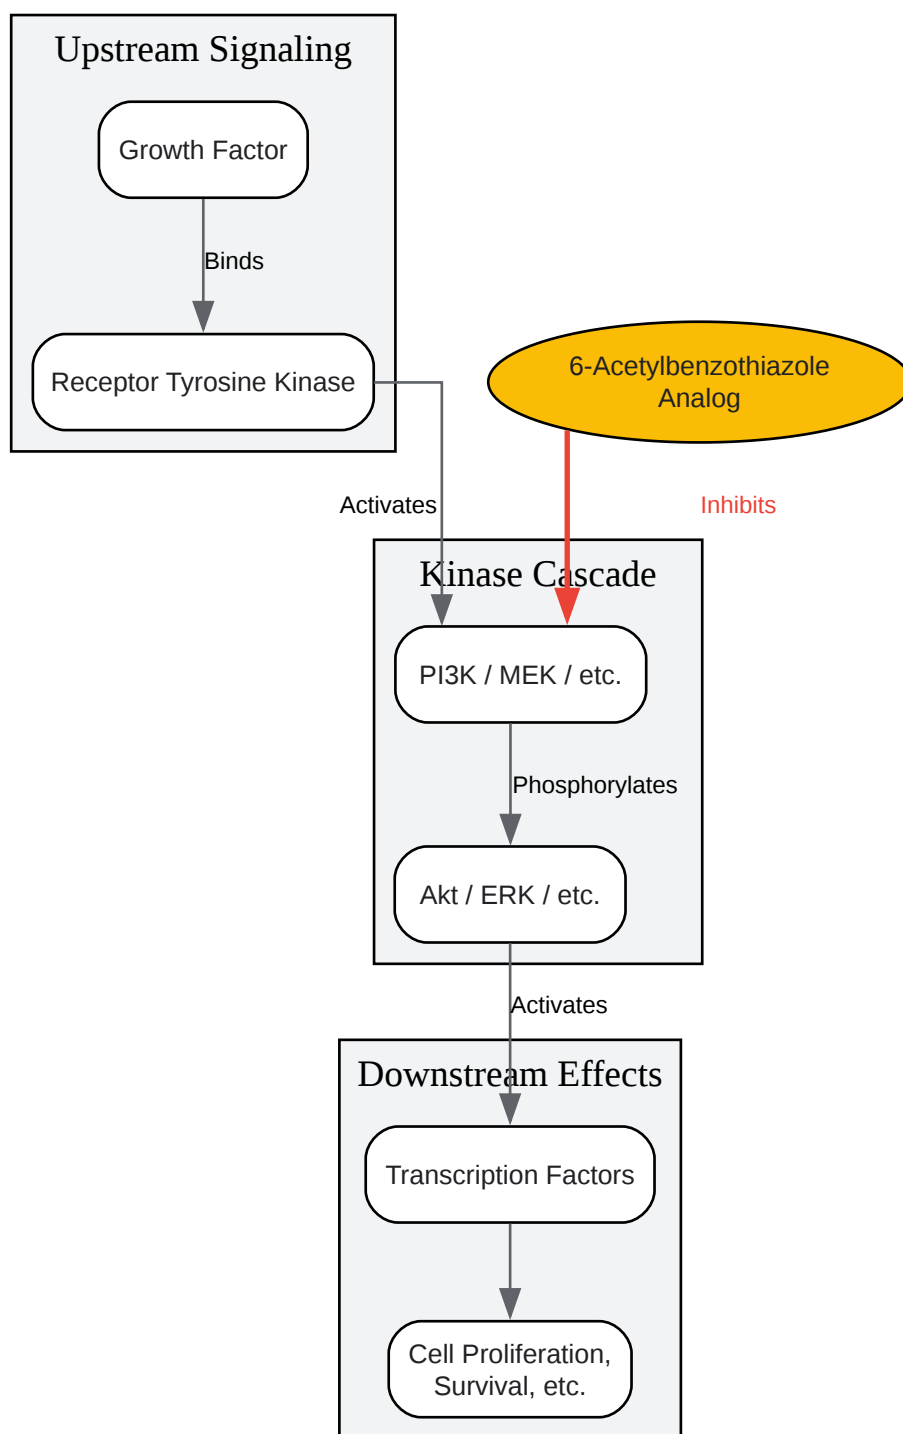 Upstream Signaling
Growth Factor
Binds
Receptor Tyrosine Kinase
6-Acetylbenzothiazole
Analog
Activates
Inhibits
Kinase Cascade
PI3K / MEK / etc.
Phosphorylates
Akt / ERK / etc.
Activates
Downstream Effects
Transcription Factors
Cell Proliferation,
Survival, etc.